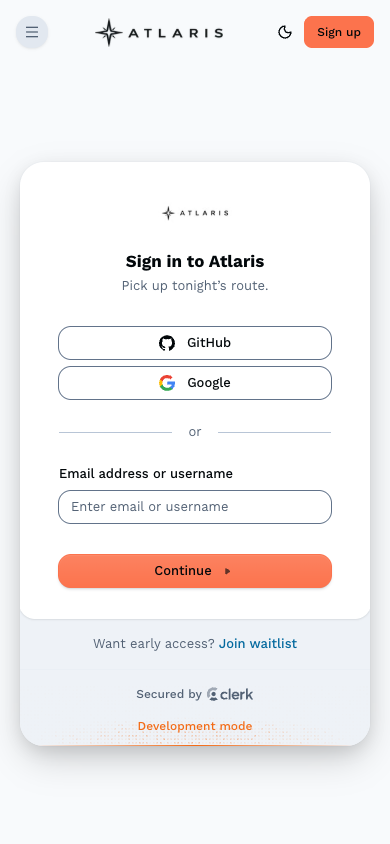 ATLARIS
Sign up
ATLARIS
Sign in to Atlaris
Pick up tonight’s route.
GitHub
Google
or
Email address or username
Enter email or username
Continue
Want early access? Join waitlist
Secured by clerk
Development mode